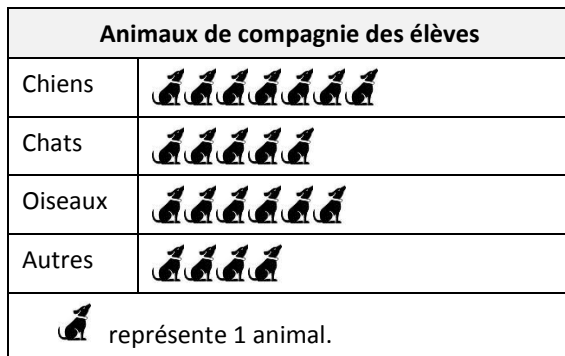 Animaux de compagnie des élèves
Chiens
Chats
Oiseaux
Autres
représente 1 animal.